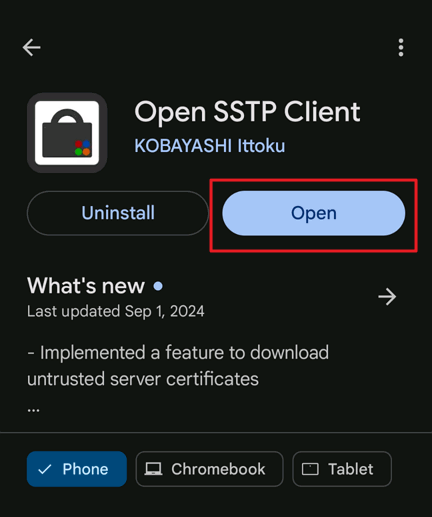 Open SSTP Client
KOBAYASHI Ittoku
Uninstall
Open
What's new
Last updated Sep 1, 2024
- Implemented a feature to download
untrusted server certificates
...
Phone
Chromebook
Tablet